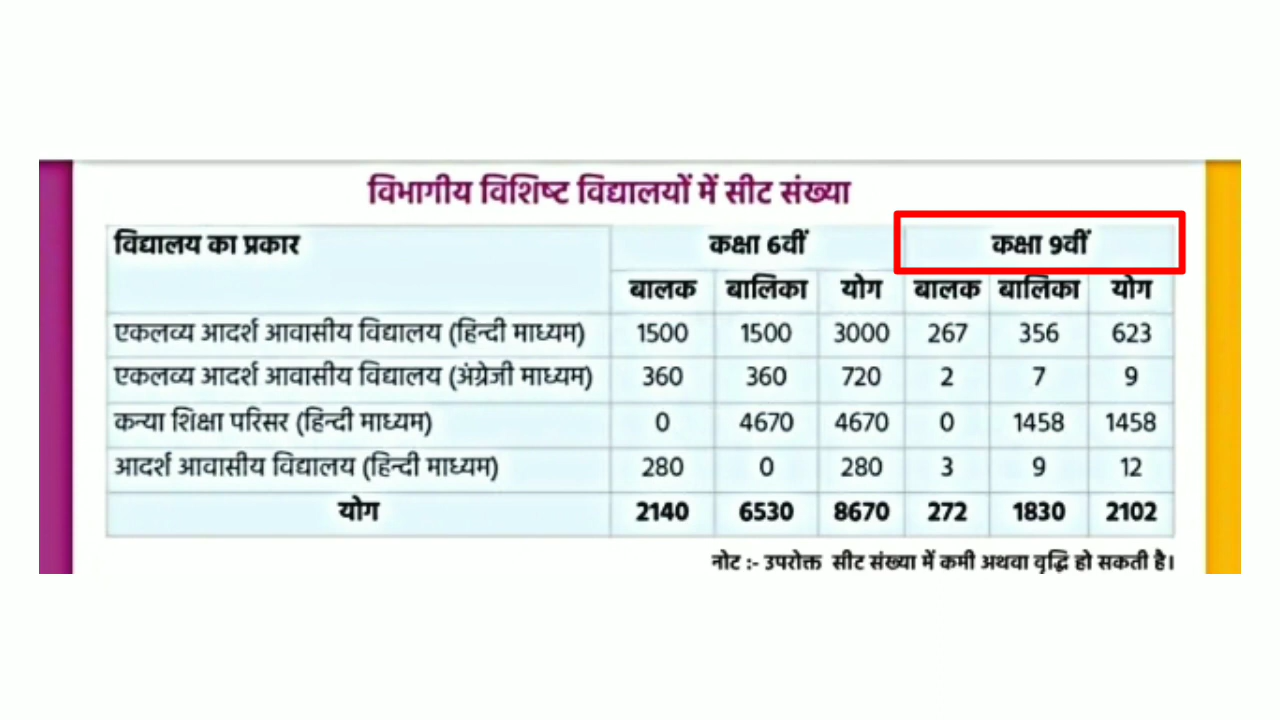 विभागीय विशिष्ट विद्यालयों में सीट संख्या
विद्यालय का प्रकार कक्षा 6वीं कक्षा 9वीं
बालक बालिका योग बालक बालिका योग
एकलव्य आदर्श आवासीय विद्यालय (हिन्दी माध्यम) 1500 1500 3000 267 356 623
एकलव्य आदर्श आवासीय विद्यालय (अंग्रेजी माध्यम) 360 360 720 2 7 9
कन्या शिक्षा परिसर (हिन्दी माध्यम) 0 4670 4670 0 1458 1458
आदर्श आवासीय विद्यालय (हिन्दी माध्यम) 280 0 280 3 9 12
योग 2140 6530 8670 272 1830 2102
नोट :- उपरोक्त सीट संख्या में कमी अथवा वृद्धि हो सकती है।